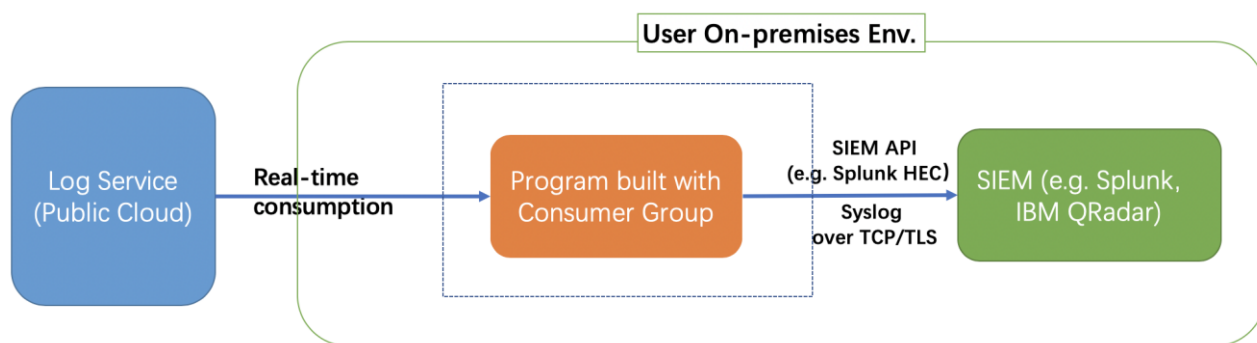 User On-premises Env.
Log Service
(Public Cloud)
Real-time
consumption
Program built with
Consumer Group
SIEM API
(e.g. Splunk HEC)
Syslog
over TCP/TLS
SIEM (e.g. Splunk,
IBM QRadar)